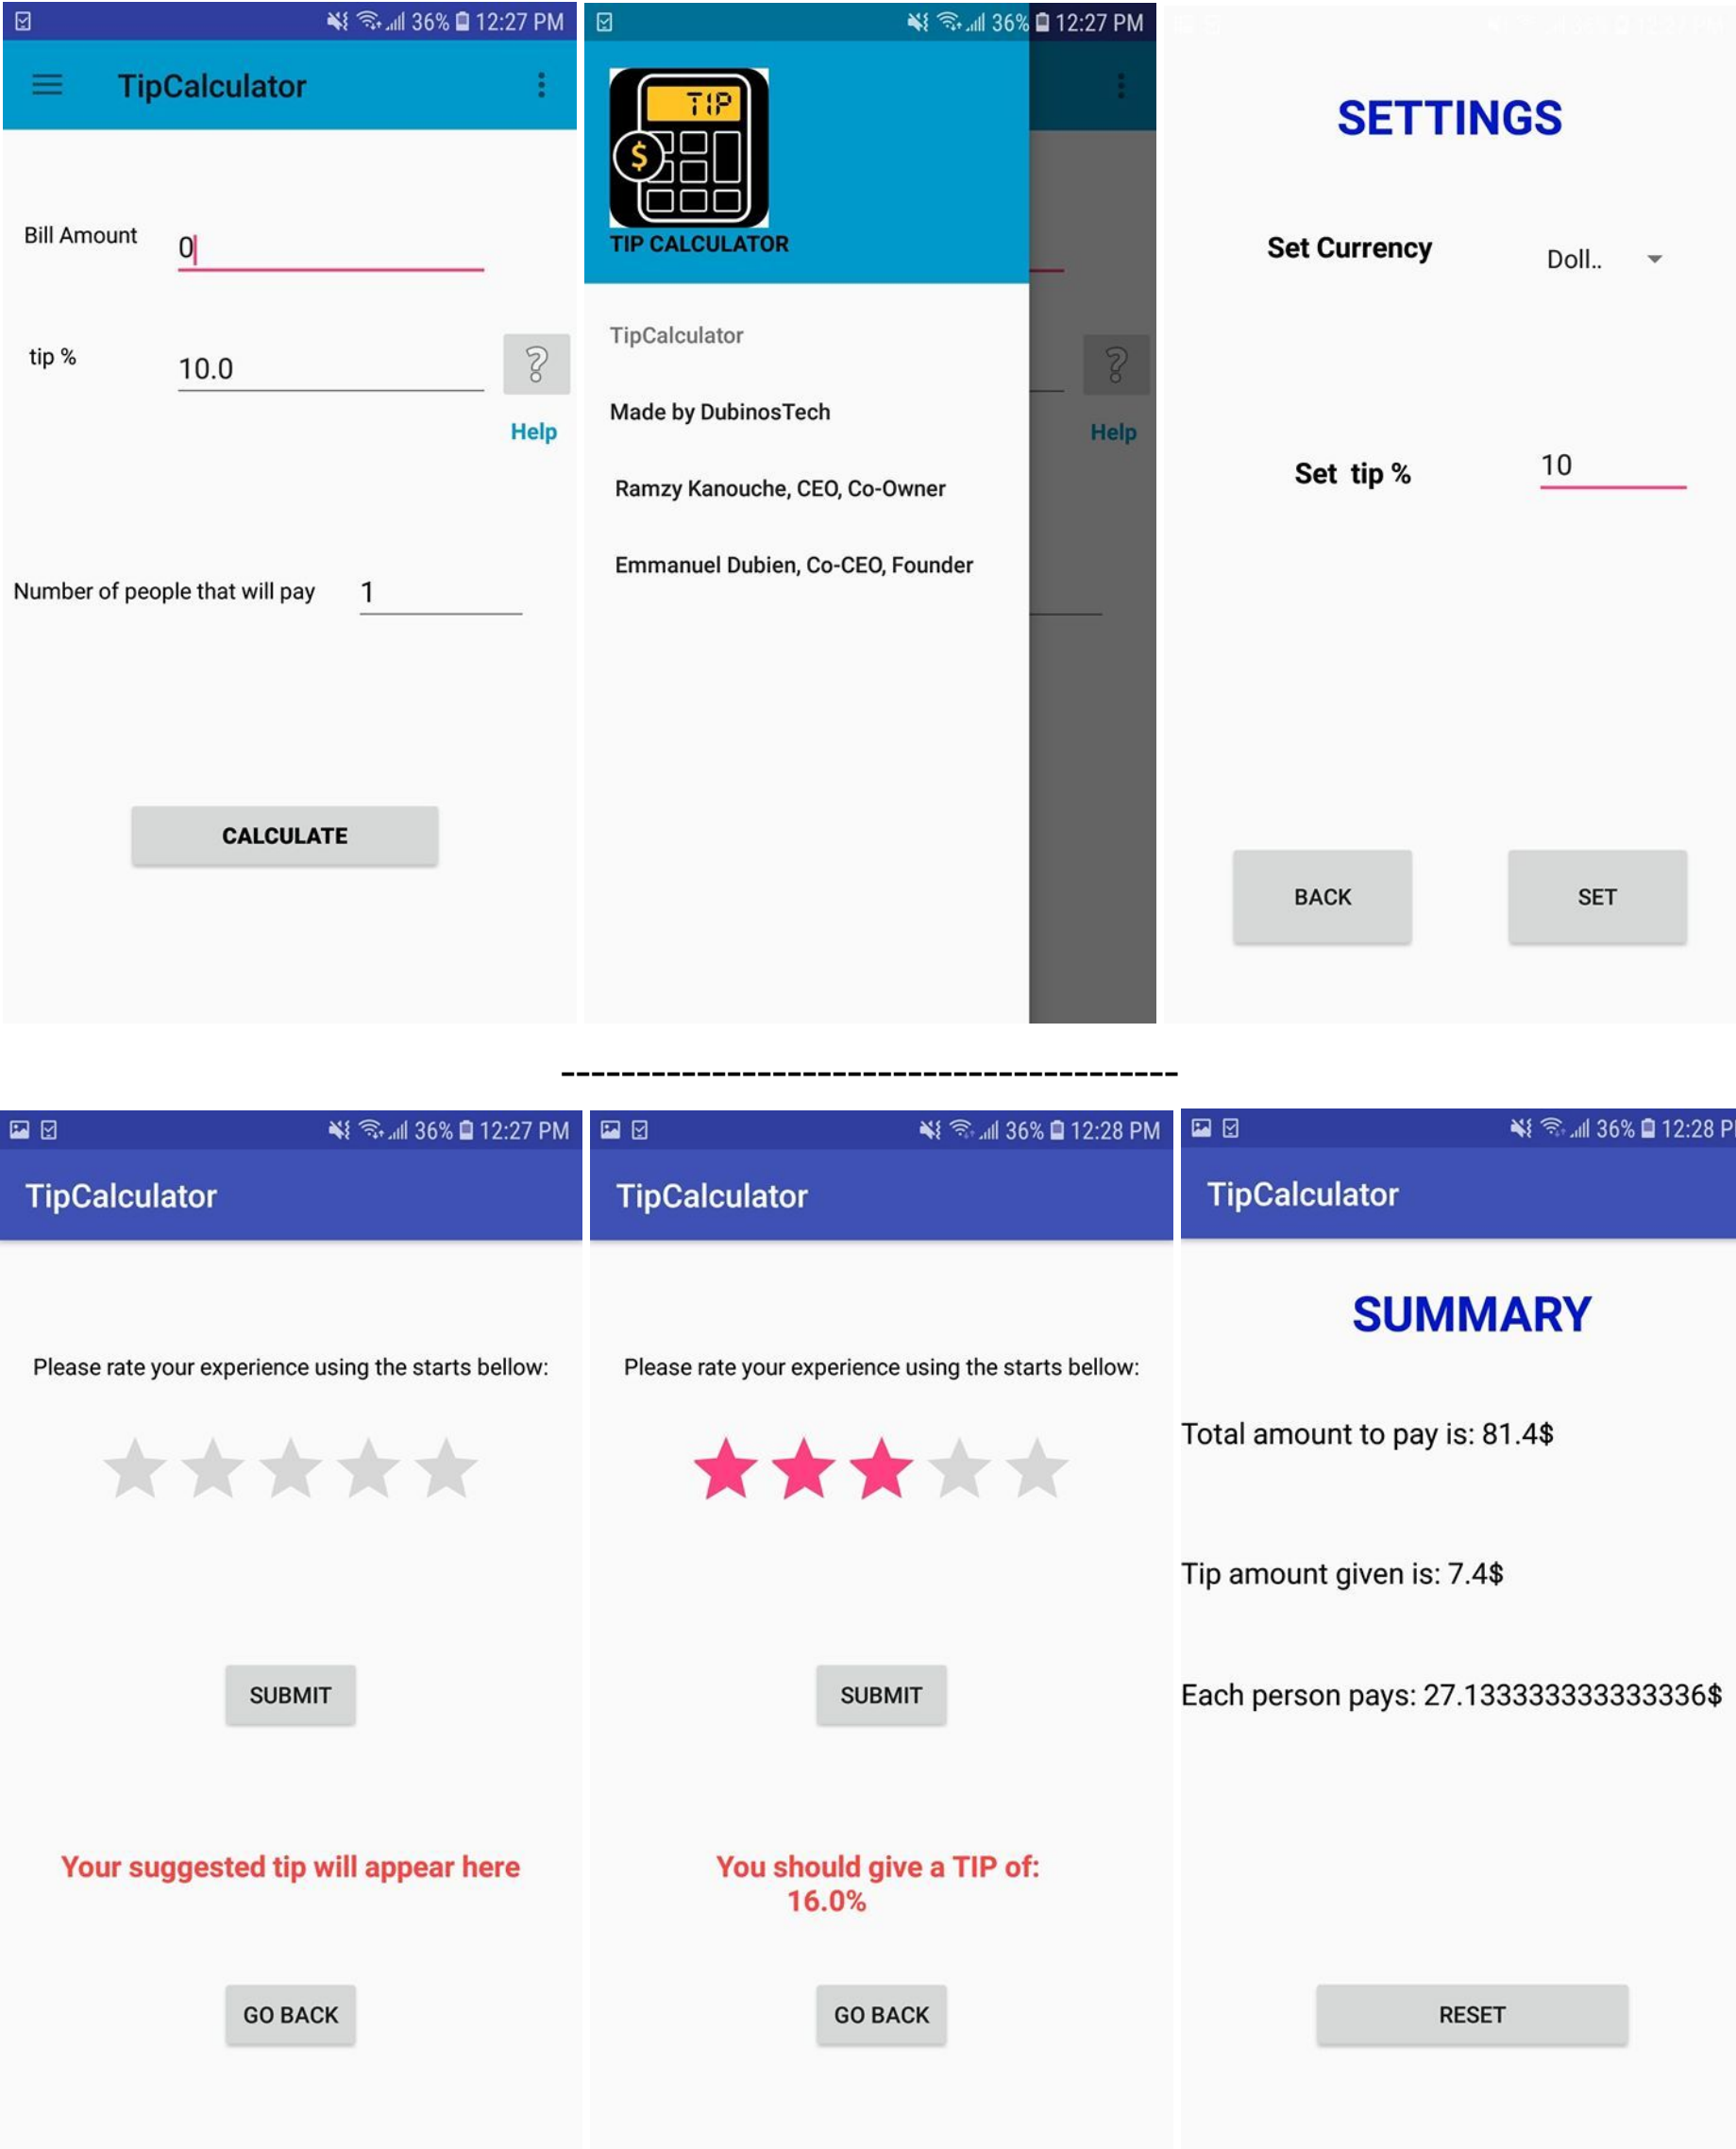 36% 12:27 PM
TipCalculator
Bill Amount
0
tip %
10.0
?
Help
Number of people that will pay
1
CALCULATE
36% 12:27 PM
TIP
$
TIP CALCULATOR
TipCalculator
Made by DubinosTech
Ramzy Kanouche, CEO, Co-Owner
Emmanuel Dubien, Co-CEO, Founder
?
Help
SETTINGS
Set Currency
Doll..
Set tip %
10
BACK
SET
----------------------------------------
36% 12:27 PM
TipCalculator
Please rate your experience using the starts bellow:
SUBMIT
Your suggested tip will appear here
GO BACK
36% 12:28 PM
TipCalculator
Please rate your experience using the starts bellow:
SUBMIT
You should give a TIP of:
16.0%
GO BACK
36% 12:28 P
TipCalculator
SUMMARY
Total amount to pay is: 81.4$
Tip amount given is: 7.4$
Each person pays: 27.133333333333336$
RESET